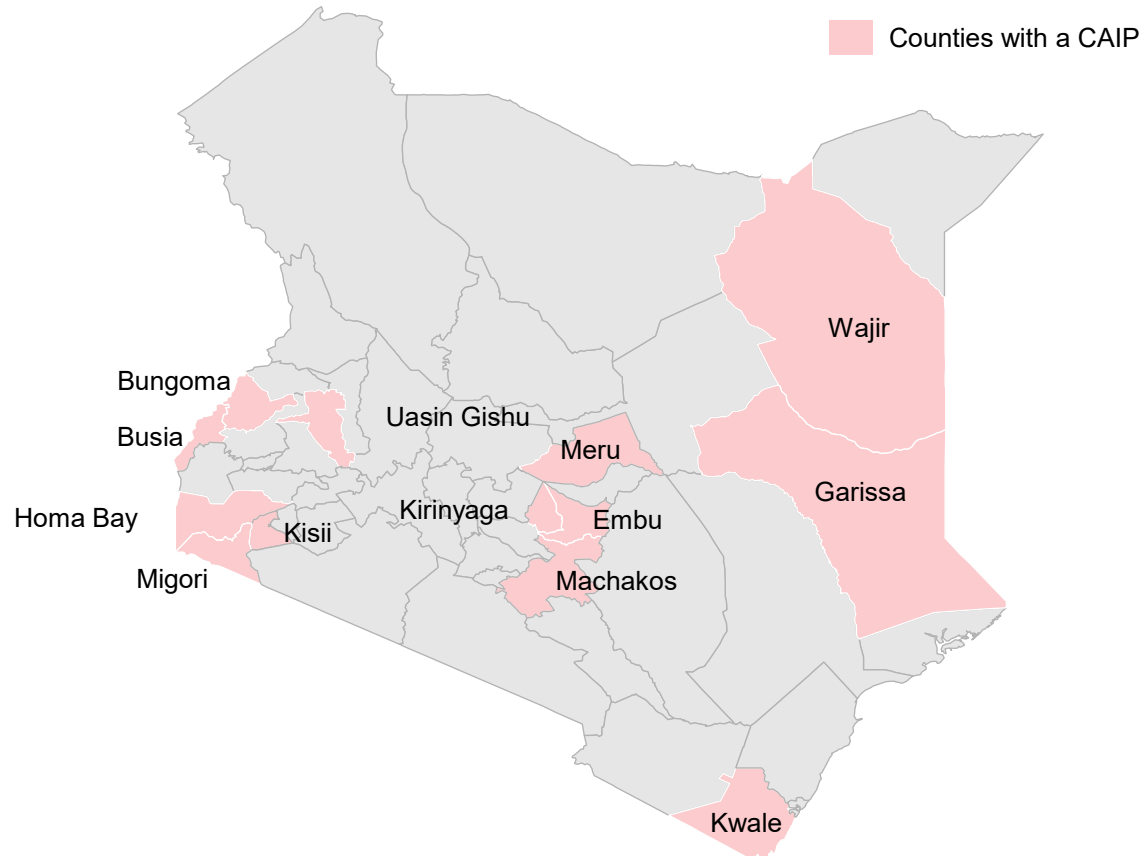 Counties with a CAIP
Wajir
Bungoma
Uasin Gishu
Busia
Meru
Garissa
Kirinyaga
Homa Bay
Embu
Kisii
Migori
Machakos
Kwale